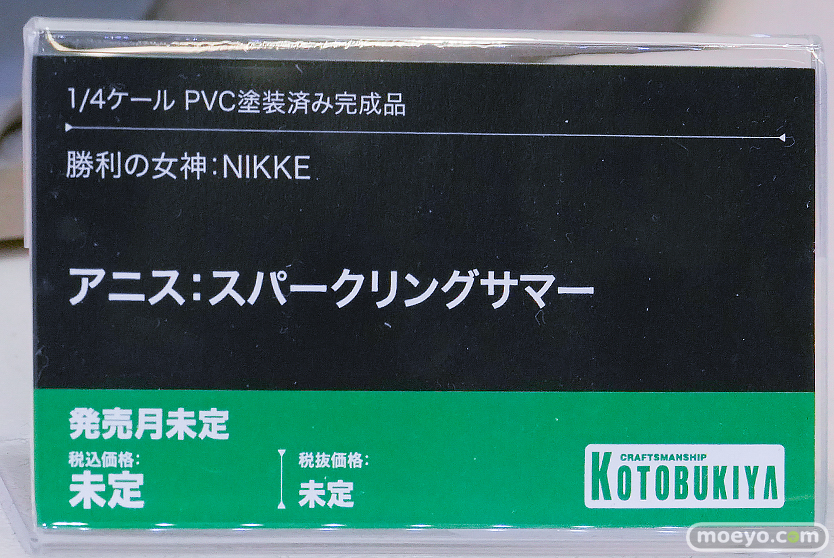 1/4ケール PVC塗装済み完成品
勝利の女神：NIKKE
アニス：スパークリングサマー
発売月未定
税込価格：
未定
税抜価格：
未定
CRAFTSMANSHIP
KOTOBUKIYA
moeyo.com